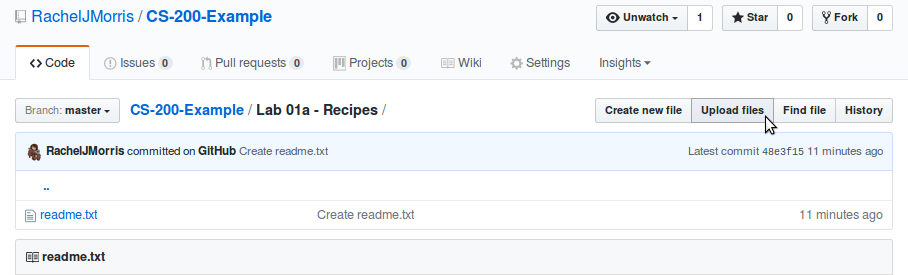 RachelJMorris / CS-200-Example Unwatch 1 Star 0 Fork 0
Code Issues 0 Pull requests 0 Projects 0 Wiki Settings Insights
Branch: master CS-200-Example / Lab 01a - Recipes / Create new file Upload files Find file History
RachelJMorris committed on GitHub Create readme.txt Latest commit 48e3f15 11 minutes ago
..
readme.txt Create readme.txt 11 minutes ago
readme.txt